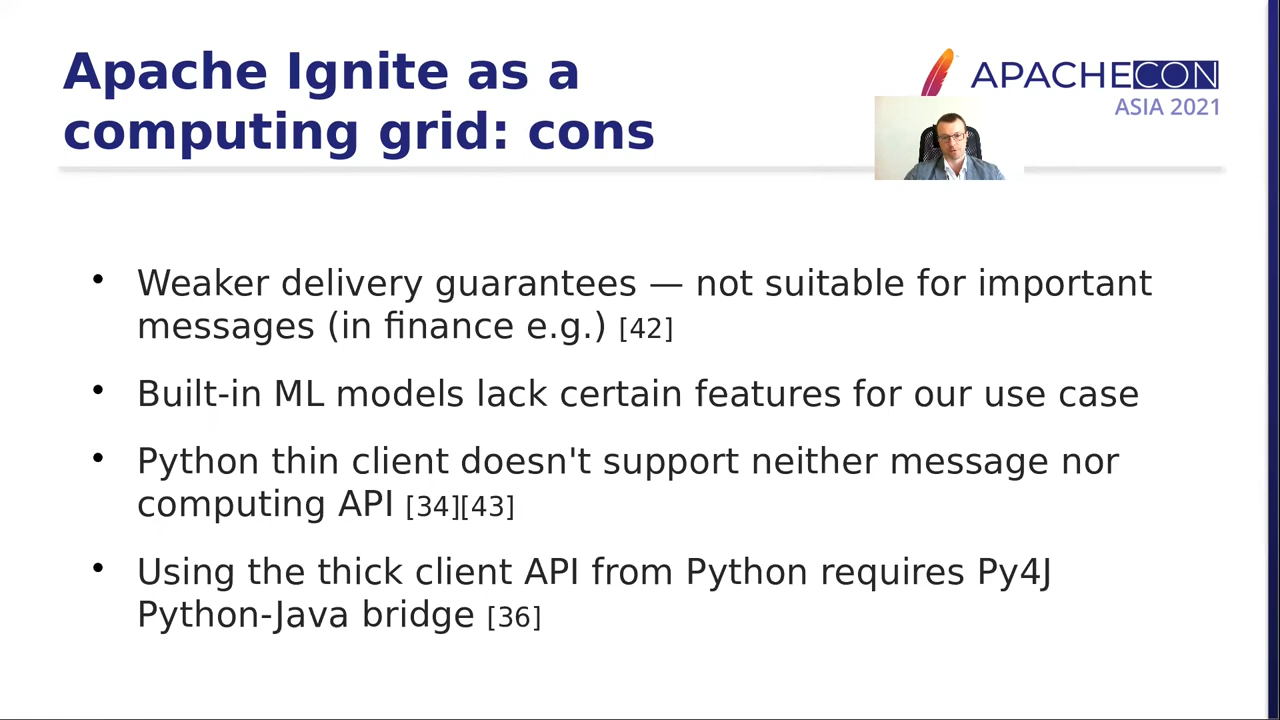 Apache Ignite as a
computing grid: cons
APACHECON
ASIA 2021
• Weaker delivery guarantees — not suitable for important
messages (in finance e.g.) [42]
• Built-in ML models lack certain features for our use case
• Python thin client doesn't support neither message nor
computing API [34][43]
• Using the thick client API from Python requires Py4J
Python-Java bridge [36]